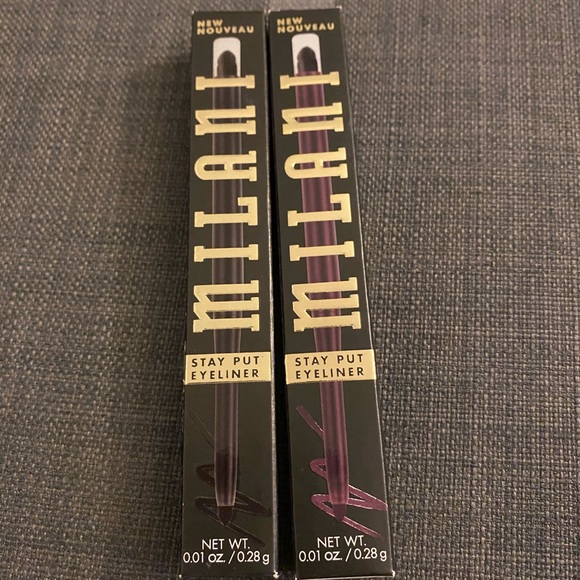 NEW
NOUVEAU
MILANI
STAY PUT
EYELINER
NET WT.
0.01 oz. / 0.28 g
NEW
NOUVEAU
MILANI
STAY PUT
EYELINER
NET WT.
0.01 oz. / 0.28 g